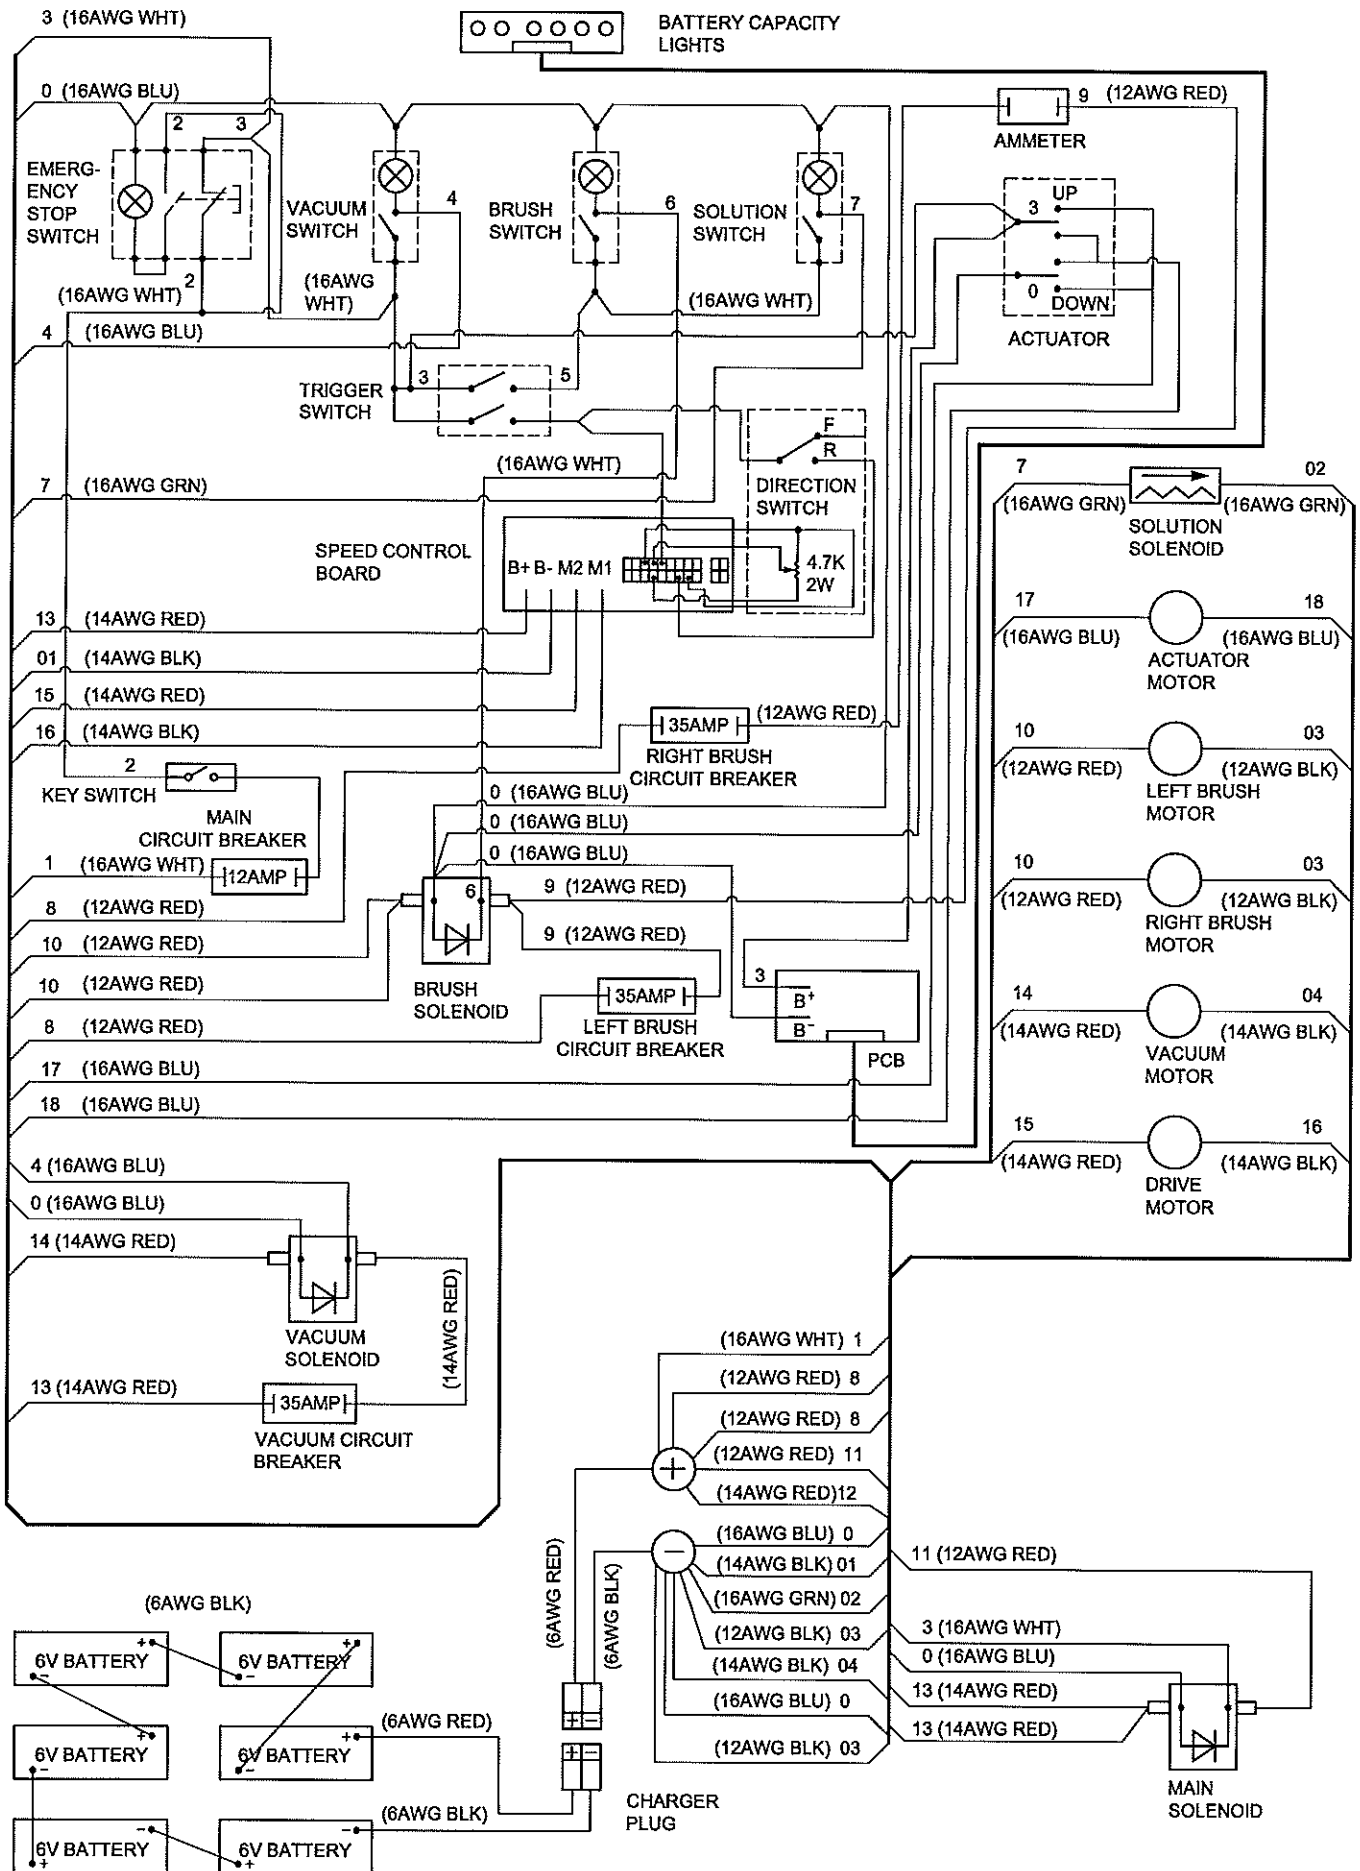 3 (16AWG WHT)
BATTERY CAPACITY
LIGHTS
0 (16AWG BLU)
9 (12AWG RED)
AMMETER
2
3
EMERG-
ENCY
STOP
SWITCH
VACUUM
SWITCH
4
BRUSH
SWITCH
6
SOLUTION
SWITCH
7
UP
3
0
DOWN
ACTUATOR
2
(16AWG WHT)
(16AWG
WHT)
(16AWG WHT)
4 (16AWG BLU)
TRIGGER
SWITCH
3
5
F
R
DIRECTION
SWITCH
(16AWG WHT)
7 (16AWG GRN)
SPEED CONTROL
BOARD
B+ B- M2 M1
4.7K
2W
13 (14AWG RED)
01 (14AWG BLK)
15 (14AWG RED)
16 (14AWG BLK)
35AMP
(12AWG RED)
RIGHT BRUSH
CIRCUIT BREAKER
2
KEY SWITCH
MAIN
CIRCUIT BREAKER
0 (16AWG BLU)
0 (16AWG BLU)
0 (16AWG BLU)
1 (16AWG WHT)
12AMP
8 (12AWG RED)
6
9 (12AWG RED)
10 (12AWG RED)
9 (12AWG RED)
10 (12AWG RED)
BRUSH
SOLENOID
35AMP
LEFT BRUSH
CIRCUIT BREAKER
8 (12AWG RED)
3
B+
B-
PCB
17 (16AWG BLU)
18 (16AWG BLU)
7
02
(16AWG GRN)
(16AWG GRN)
SOLUTION
SOLENOID
17
18
(16AWG BLU)
(16AWG BLU)
ACTUATOR
MOTOR
10
03
(12AWG RED)
(12AWG BLK)
LEFT BRUSH
MOTOR
10
03
(12AWG RED)
(12AWG BLK)
RIGHT BRUSH
MOTOR
14
04
(14AWG RED)
(14AWG BLK)
VACUUM
MOTOR
15
16
(14AWG RED)
(14AWG BLK)
DRIVE
MOTOR
4 (16AWG BLU)
0 (16AWG BLU)
14 (14AWG RED)
VACUUM
SOLENOID
(14AWG RED)
13 (14AWG RED)
35AMP
VACUUM CIRCUIT
BREAKER
(16AWG WHT) 1
(12AWG RED) 8
(12AWG RED) 8
(12AWG RED) 11
+
(14AWG RED) 12
(16AWG BLU) 0
−
(14AWG BLK) 01
(16AWG GRN) 02
(12AWG BLK) 03
(14AWG BLK) 04
(16AWG BLU) 0
(12AWG BLK) 03
(6AWG RED)
(6AWG BLK)
+ −
+ −
CHARGER
PLUG
11 (12AWG RED)
3 (16AWG WHT)
0 (16AWG BLU)
13 (14AWG RED)
13 (14AWG RED)
MAIN
SOLENOID
(6AWG BLK)
+ +
6V BATTERY 6V BATTERY
- -
(6AWG RED)
+ +
6V BATTERY 6V BATTERY
- -
(6AWG BLK)
- -
6V BATTERY 6V BATTERY
+ +